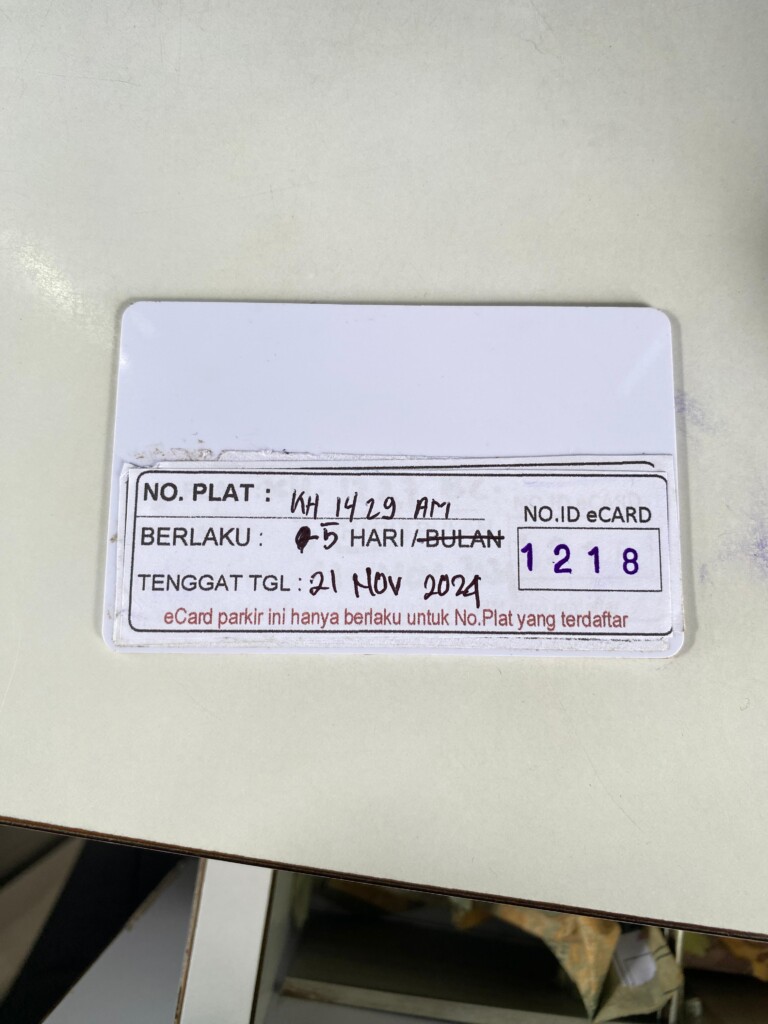 NO. PLAT : KH 1429 AM
NO.ID eCARD
BERLAKU : 5 HARI / BULAN
1218
TENGGAT TGL : 21 NOV 2024
eCard parkir ini hanya berlaku untuk No.Plat yang terdaftar